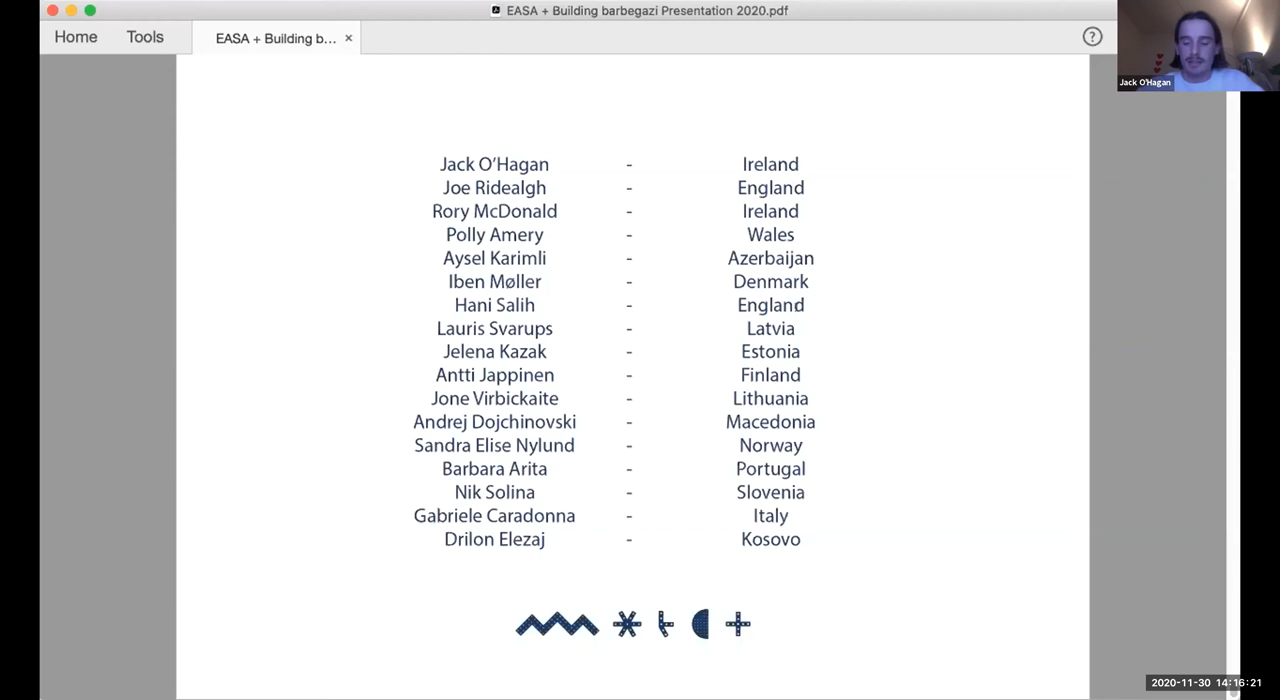 EASA + Building barbegazi Presentation 2020.pdf
Home Tools EASA + Building b... × ?
Jack O'Hagan
Jack O’Hagan - Ireland
Joe Ridealgh - England
Rory McDonald - Ireland
Polly Amery - Wales
Aysel Karimli - Azerbaijan
Iben Møller - Denmark
Hani Salih - England
Lauris Svarups - Latvia
Jelena Kazak - Estonia
Antti Jappinen - Finland
Jone Virbickaite - Lithuania
Andrej Dojchinovski - Macedonia
Sandra Elise Nylund - Norway
Barbara Arita - Portugal
Nik Solina - Slovenia
Gabriele Caradonna - Italy
Drilon Elezaj - Kosovo
2020-11-30 14:16:21